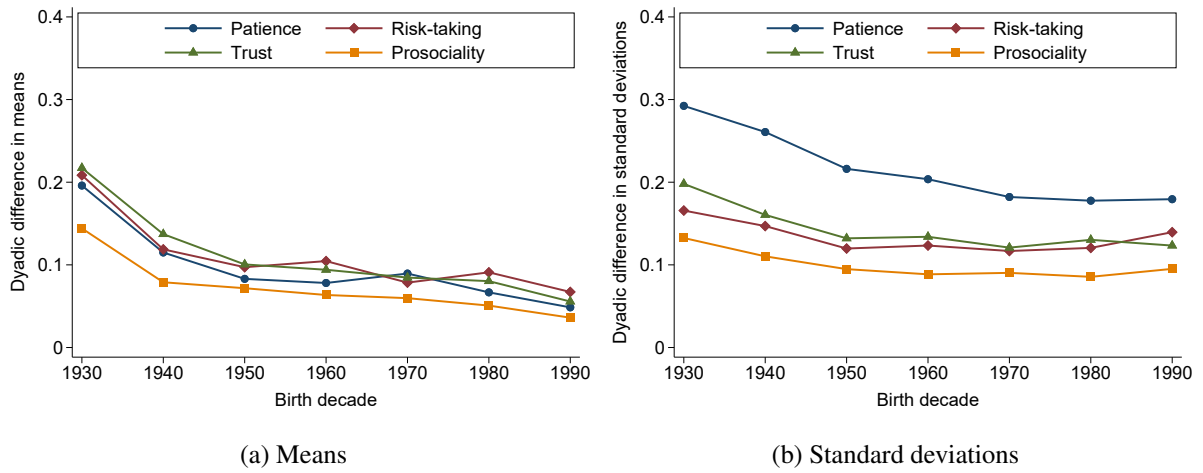 0.4
0.3
0.2
0.1
0
Dyadic difference in means
Patience
Risk-taking
Trust
Prosociality
1930 1940 1950 1960 1970 1980 1990
Birth decade
(a) Means
0.4
0.3
0.2
0.1
0
Dyadic difference in standard deviations
Patience
Risk-taking
Trust
Prosociality
1930 1940 1950 1960 1970 1980 1990
Birth decade
(b) Standard deviations